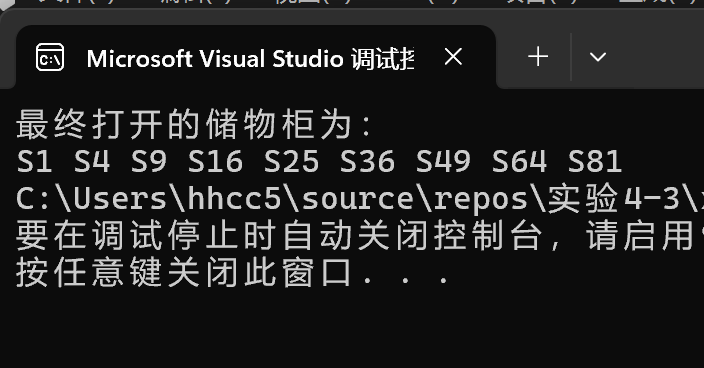 Microsoft Visual Studio 调试
最终打开的储物柜为:
S1 S4 S9 S16 S25 S36 S49 S64 S81
C:\Users\hhcc5\source\repos\实验4-3\
要在调试停止时自动关闭控制台, 请启用
按任意键关闭此窗口. . .